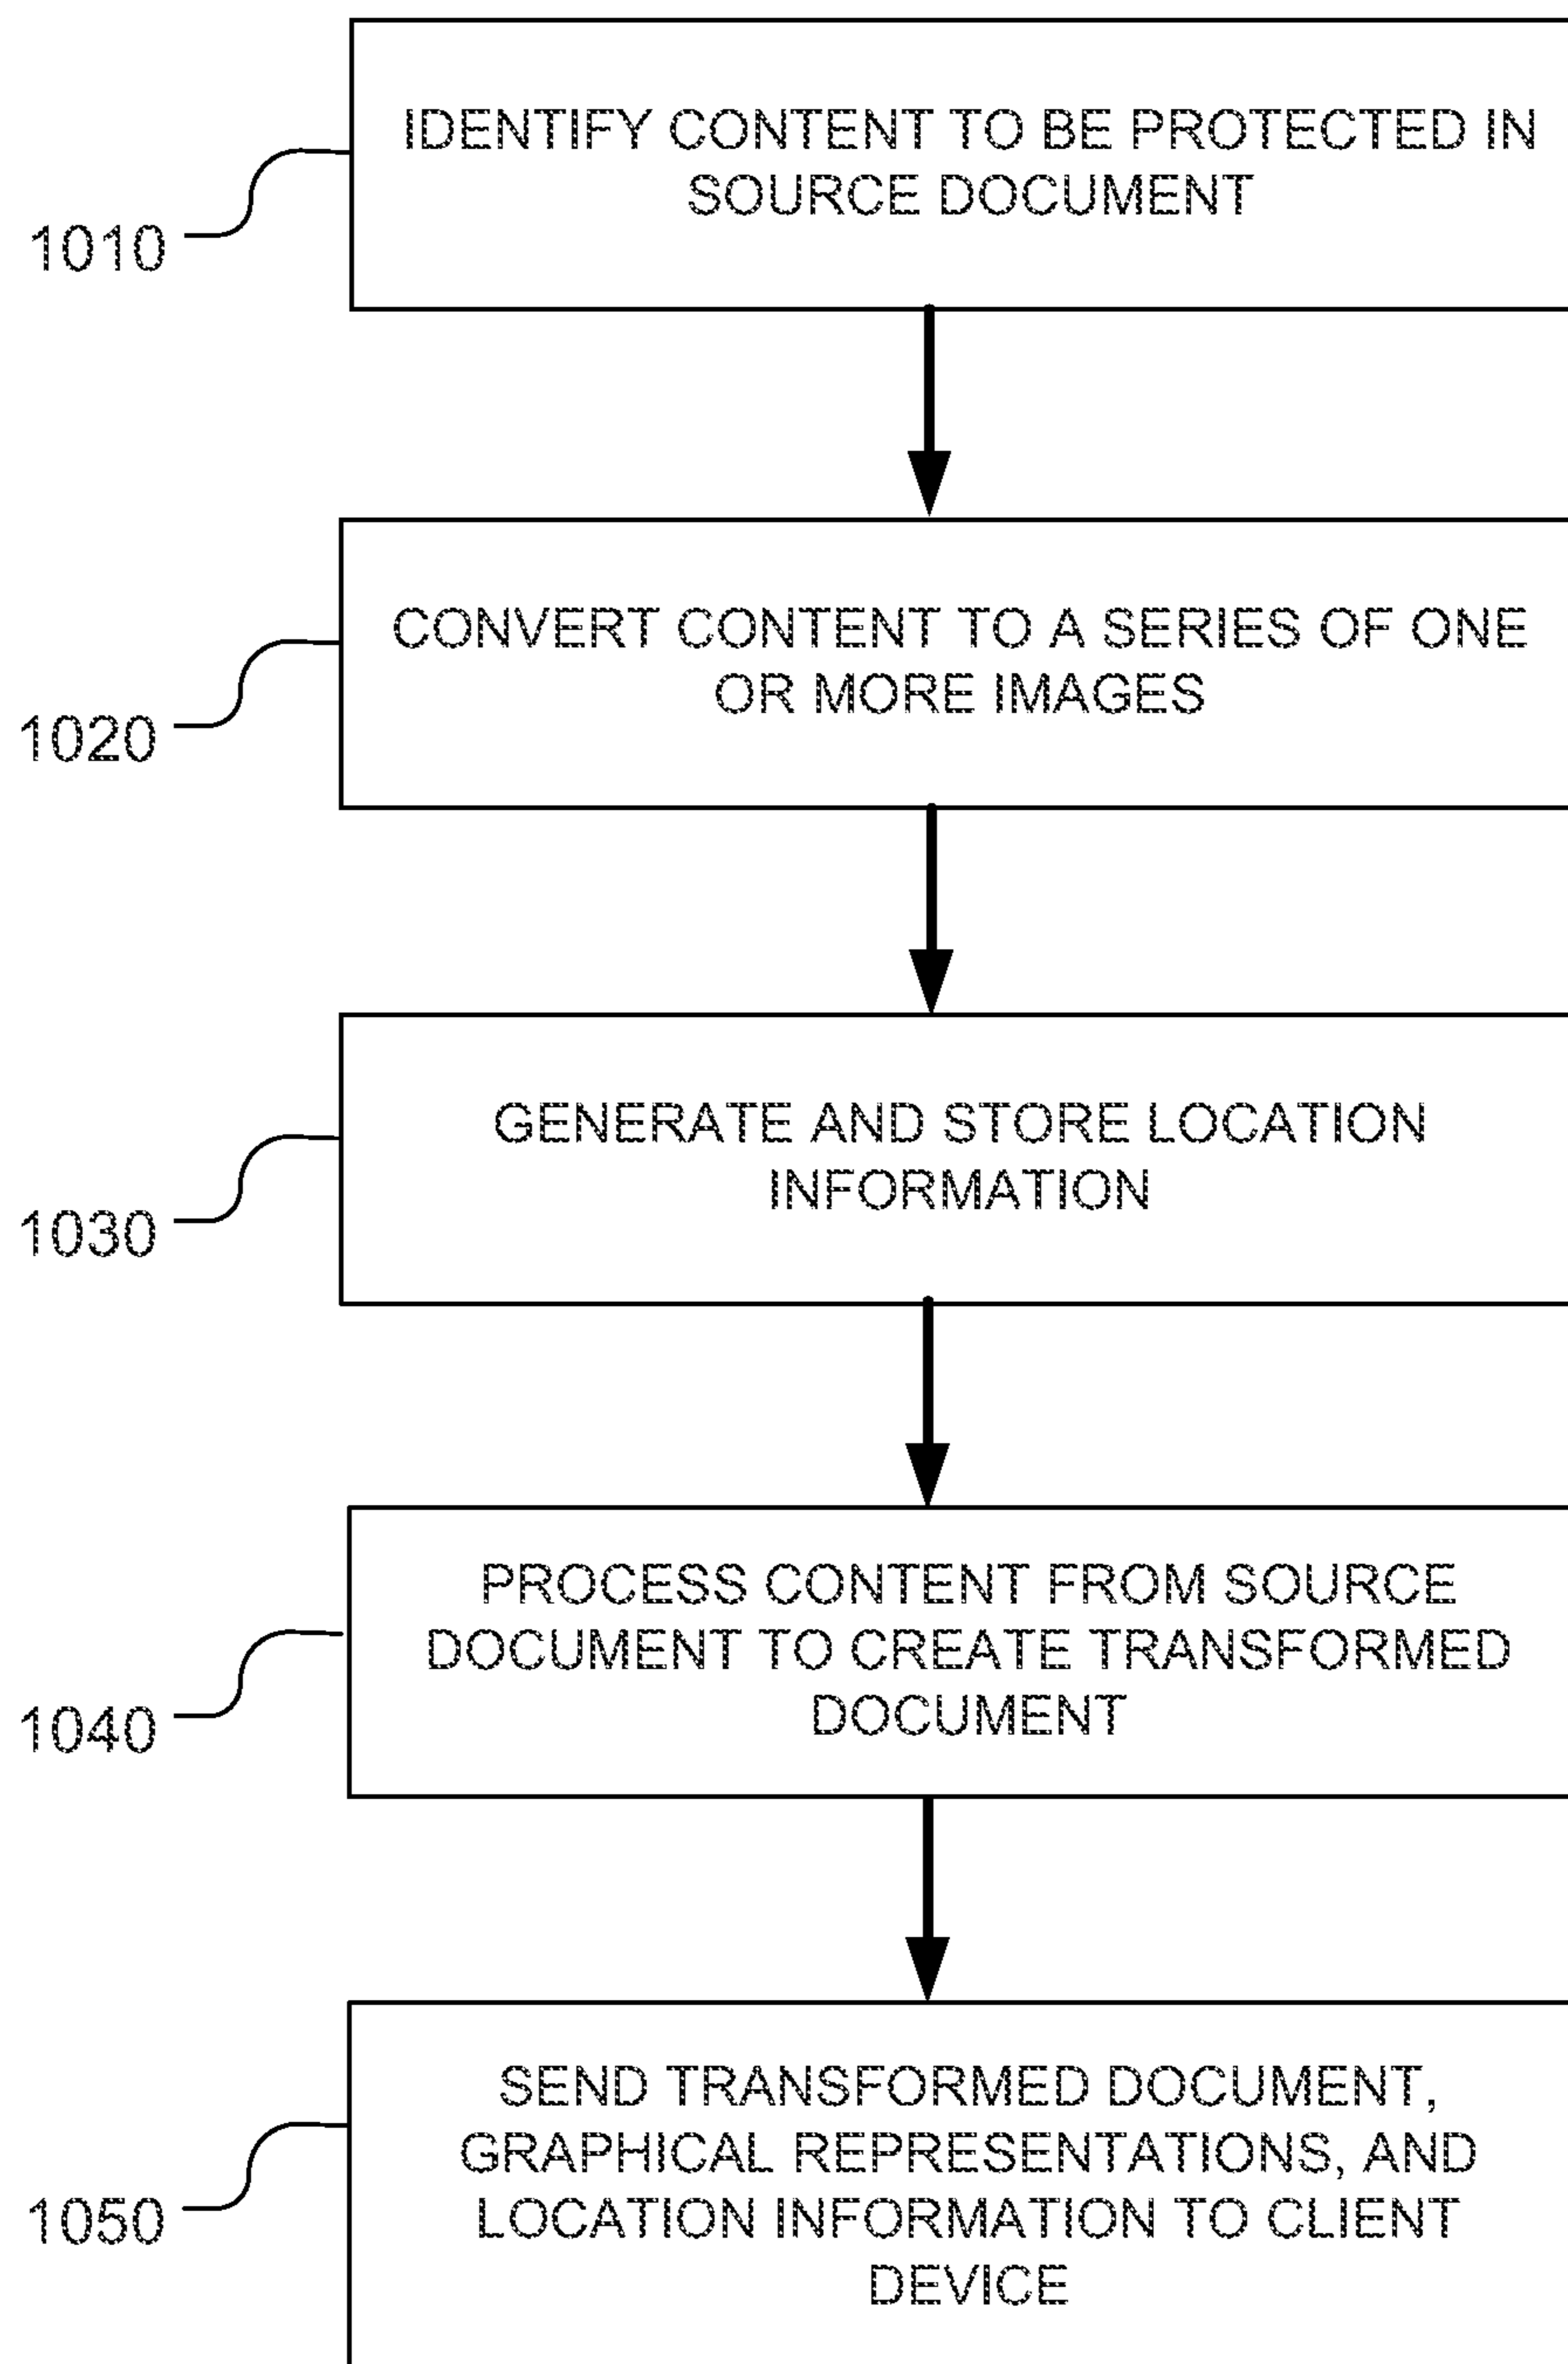 IDENTIFY CONTENT TO BE PROTECTED IN
SOURCE DOCUMENT
1010
CONVERT CONTENT TO A SERIES OF ONE
OR MORE IMAGES
1020
GENERATE AND STORE LOCATION
INFORMATION
1030
PROCESS CONTENT FROM SOURCE
DOCUMENT TO CREATE TRANSFORMED
DOCUMENT
1040
SEND TRANSFORMED DOCUMENT,
GRAPHICAL REPRESENTATIONS, AND
LOCATION INFORMATION TO CLIENT
DEVICE
1050